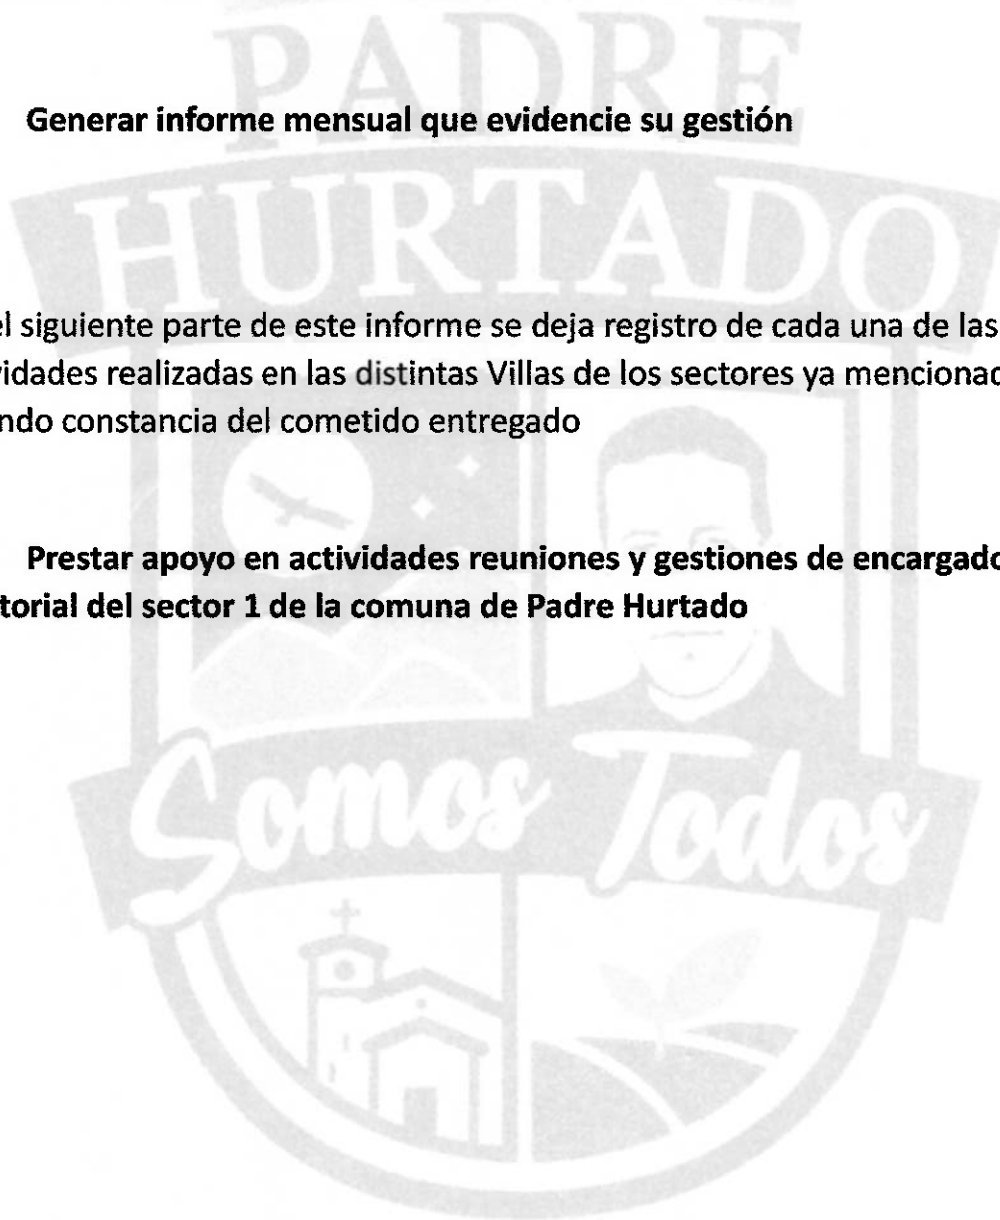 PADRE
Generar informe mensual que evidencie su gestión
HURTADO
el siguiente parte de este informe se deja registro de cada una de las
vidades realizadas en las distintas Villas de los sectores ya mencionad
ndo constancia del cometido entregado
Prestar apoyo en actividades reuniones y gestiones de encargado
torial del sector 1 de la comuna de Padre Hurtado
Somos Todos